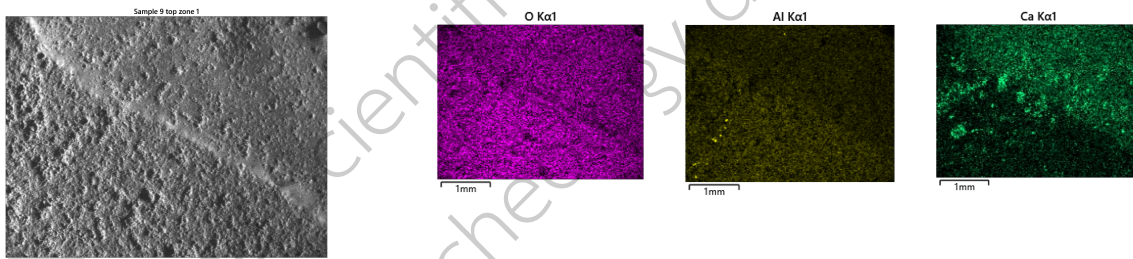 Sample 9 top zone 1
O Kα1
Al Kα1
Ca Kα1
1mm
1mm
1mm